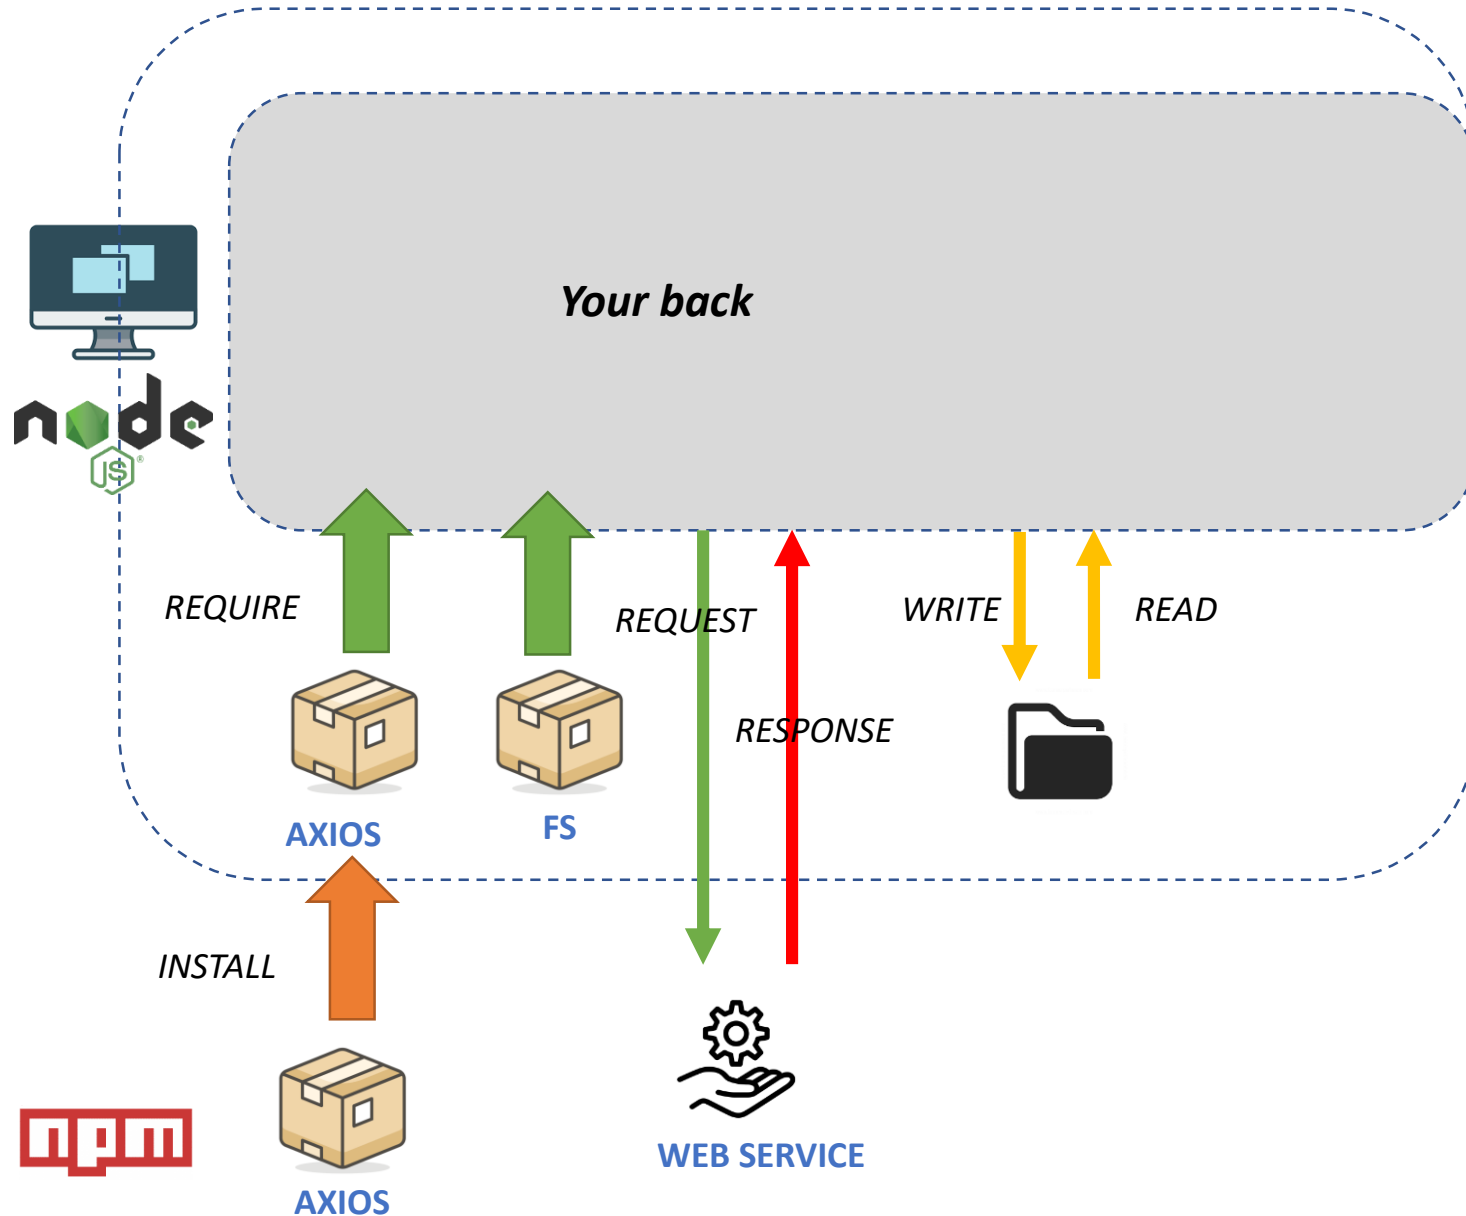 Your back
node
JS
®
REQUIRE
REQUEST
WRITE
READ
RESPONSE
AXIOS
FS
INSTALL
npm
WEB SERVICE
AXIOS